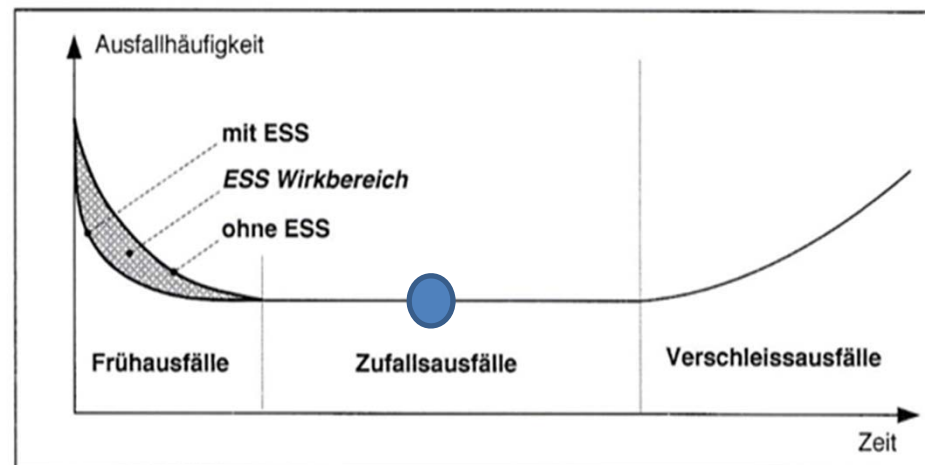 Ausfallhäufigkeit
mit ESS
ESS Wirkbereich
ohne ESS
Frühausfälle
Zufallsausfälle
Verschleissausfälle
Zeit